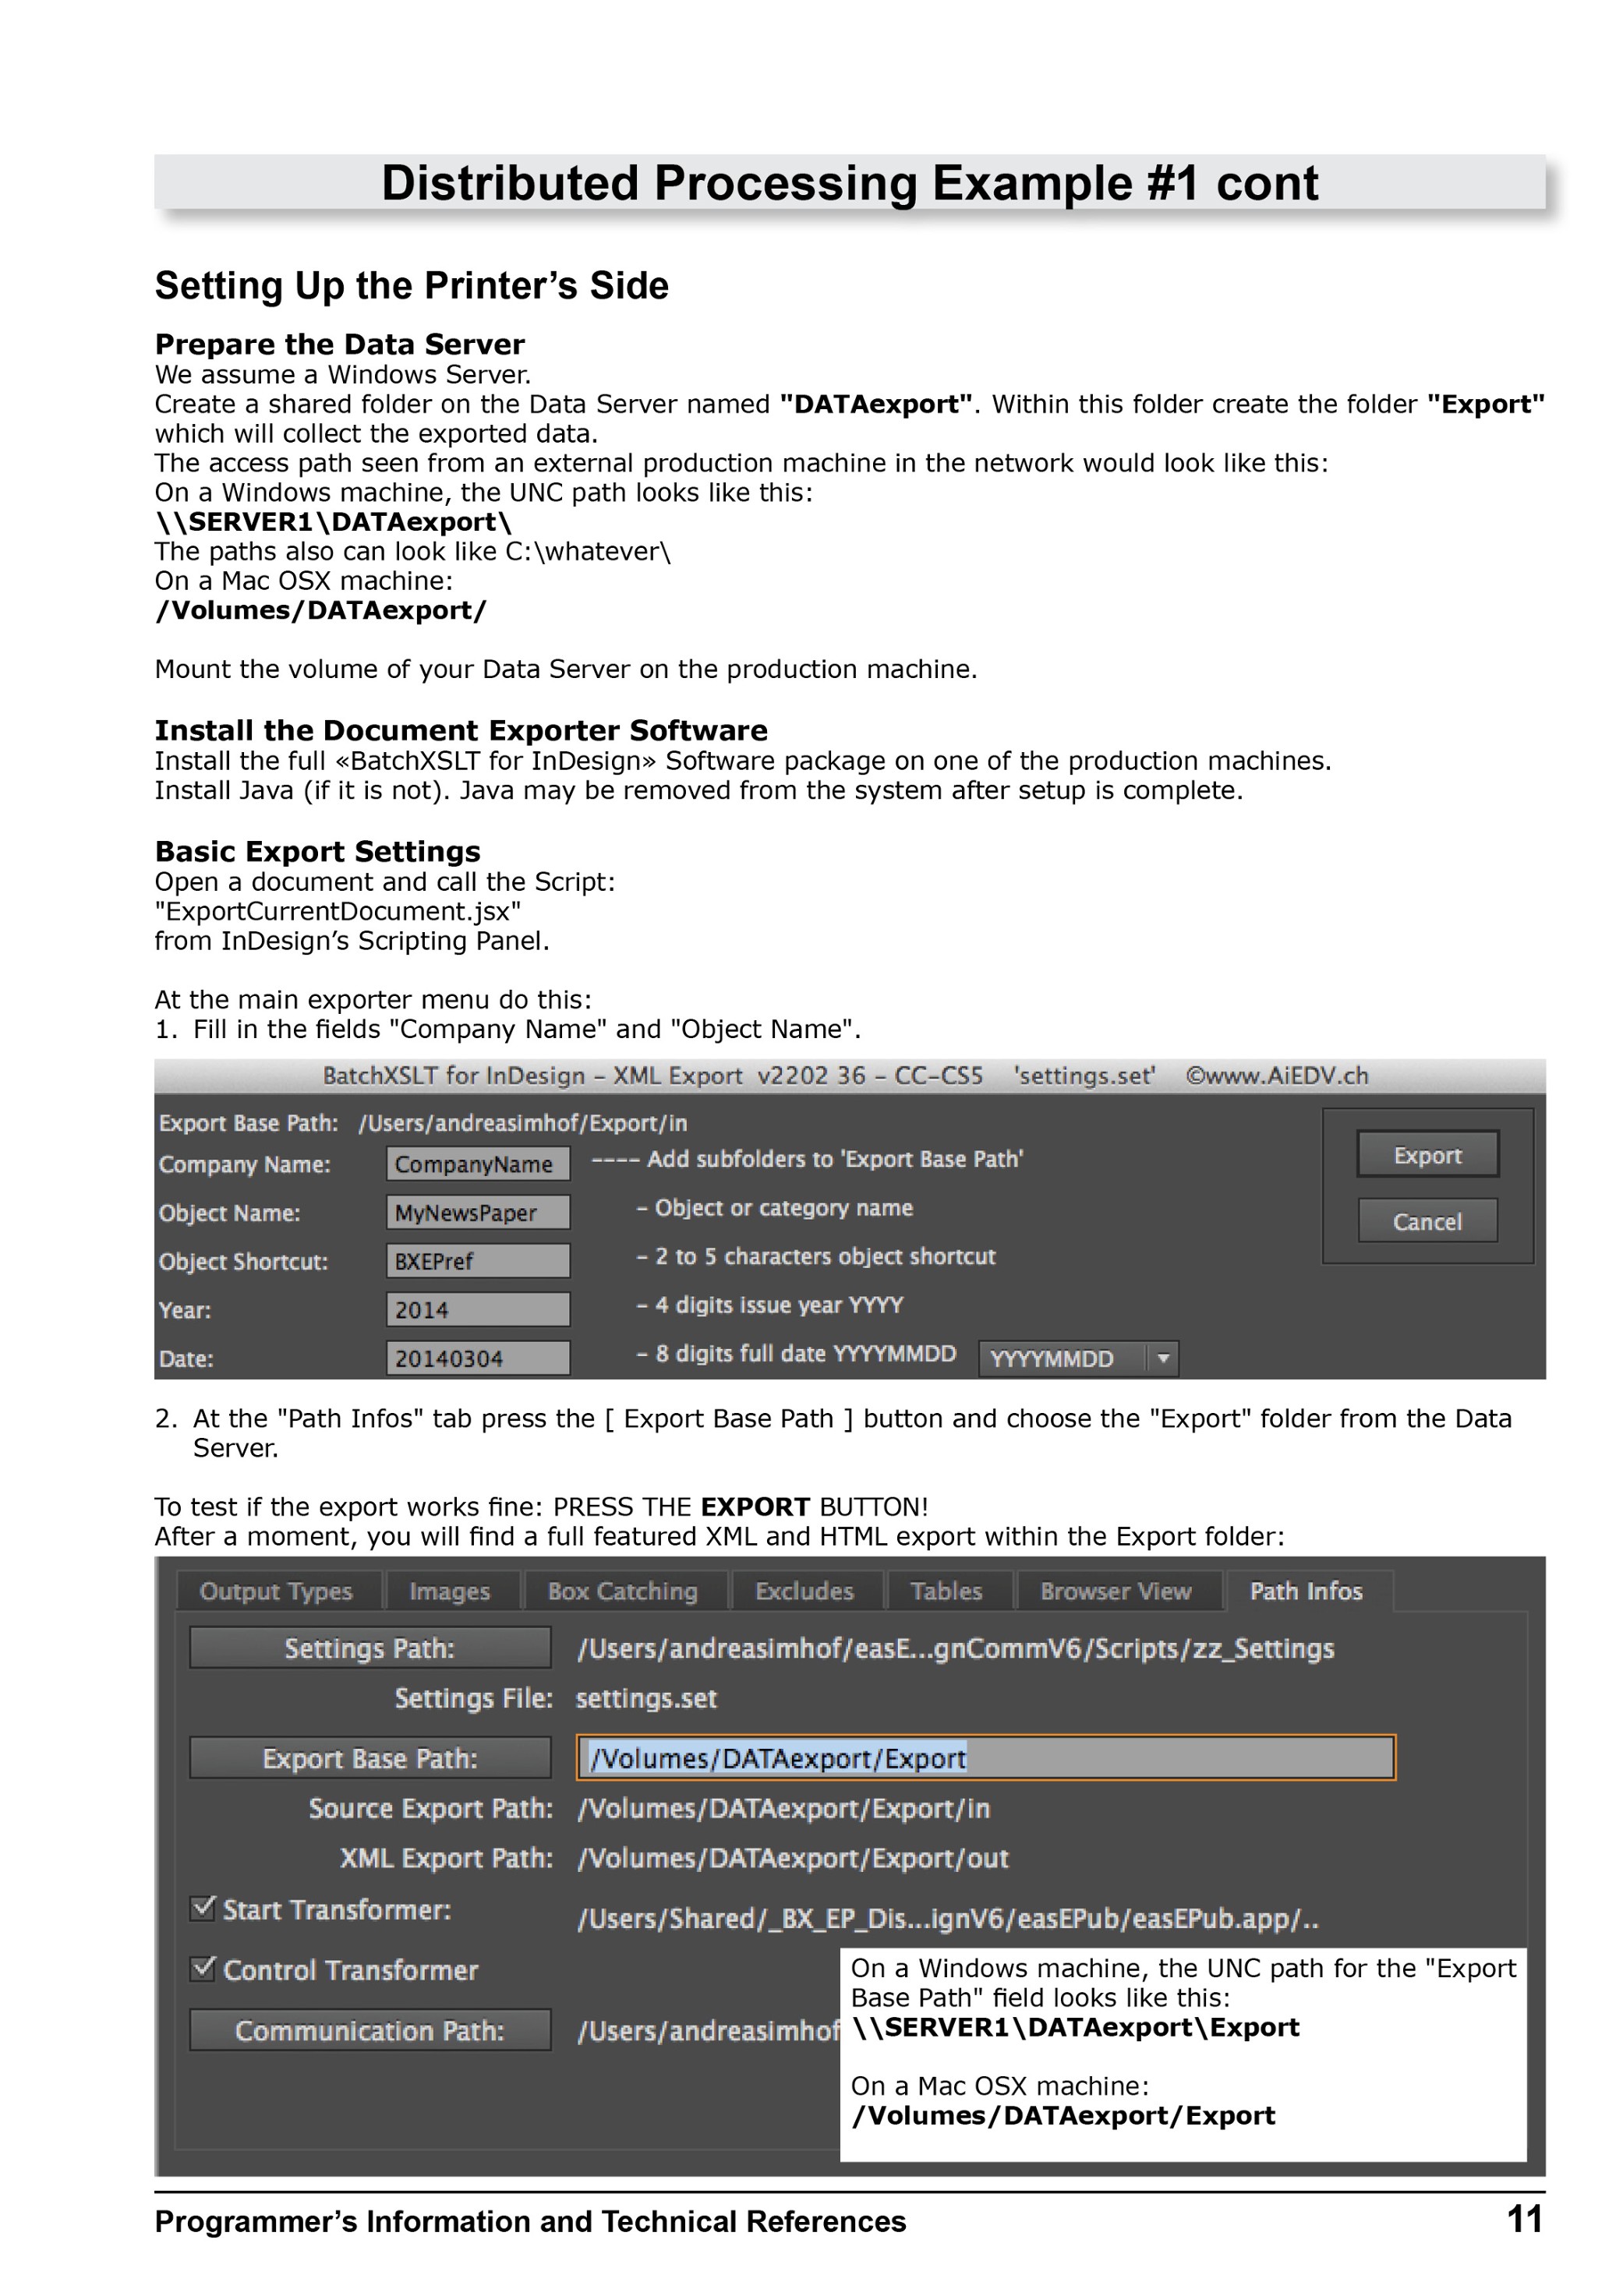 Distributed Processing Example #1 cont
Setting Up the Printer’s Side
Prepare the Data Server
We assume a Windows Server.
Create a shared folder on the Data Server named "DATAexport". Within this folder create the folder "Export"
which will collect the exported data.
The access path seen from an external production machine in the network would look like this:
On a Windows machine, the UNC path looks like this:
\\SERVER1\DATAexport\
The paths also can look like C:\whatever\
On a Mac OSX machine:
/Volumes/DATAexport/
Mount the volume of your Data Server on the production machine.
Install the Document Exporter Software
Install the full «BatchXSLT for InDesign» Software package on one of the production machines.
Install Java (if it is not). Java may be removed from the system after setup is complete.
Basic Export Settings
Open a document and call the Script:
"ExportCurrentDocument.jsx"
from InDesign’s Scripting Panel.
At the main exporter menu do this:
1. Fill in the fields "Company Name" and "Object Name".
BatchXSLT for InDesign – XML Export v2202 36 – CC-CS5 'settings.set' ©www.AiEDV.ch
Export Base Path: /Users/andreasimhof/Export/in
Company Name: CompanyName ---- Add subfolders to 'Export Base Path' Export
Object Name: MyNewsPaper – Object or category name Cancel
Object Shortcut: BXEPref – 2 to 5 characters object shortcut
Year: 2014 – 4 digits issue year YYYY
Date: 20140304 – 8 digits full date YYYYMMDD YYYYMMDD
2. At the "Path Infos" tab press the [ Export Base Path ] button and choose the "Export" folder from the Data
Server.
To test if the export works fine: PRESS THE EXPORT BUTTON!
After a moment, you will find a full featured XML and HTML export within the Export folder:
Output Types Images Box Catching Excludes Tables Browser View Path Infos
Settings Path: /Users/andreasimhof/easE...gnCommV6/Scripts/zz_Settings
Settings File: settings.set
Export Base Path: /Volumes/DATAexport/Export
Source Export Path: /Volumes/DATAexport/Export/in
XML Export Path: /Volumes/DATAexport/Export/out
Start Transformer: /Users/Shared/_BX_EP_Dis...ignV6/easEPub/easEPub.app/..
Control Transformer
Communication Path: /Users/andreasimhof
On a Windows machine, the UNC path for the "Export
Base Path" field looks like this:
\\SERVER1\DATAexport\Export
On a Mac OSX machine:
/Volumes/DATAexport/Export
Programmer’s Information and Technical References 11